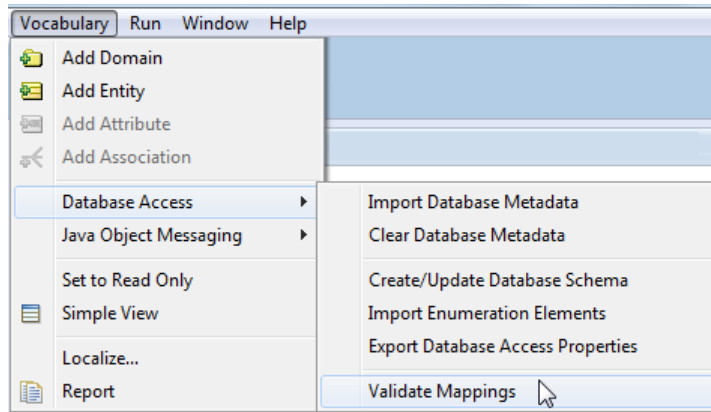 Vocabulary Run Window Help
Add Domain
Add Entity
Add Attribute
Add Association
Database Access
Java Object Messaging
Set to Read Only
Simple View
Localize...
Report
Import Database Metadata
Clear Database Metadata
Create/Update Database Schema
Import Enumeration Elements
Export Database Access Properties
Validate Mappings